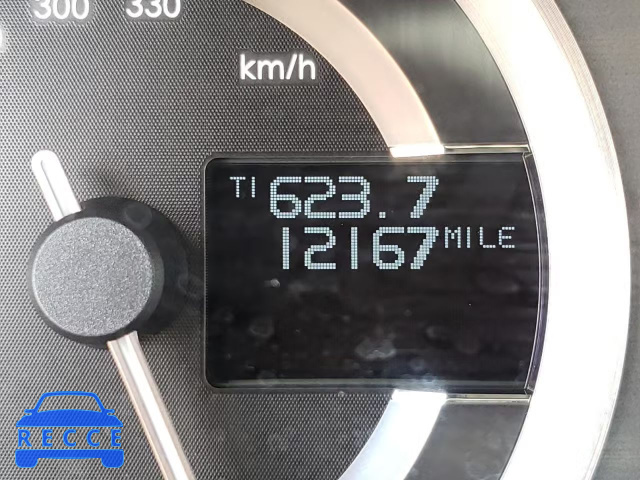 300 330
km/h
T1 623.7
12167 MILE
RECCE